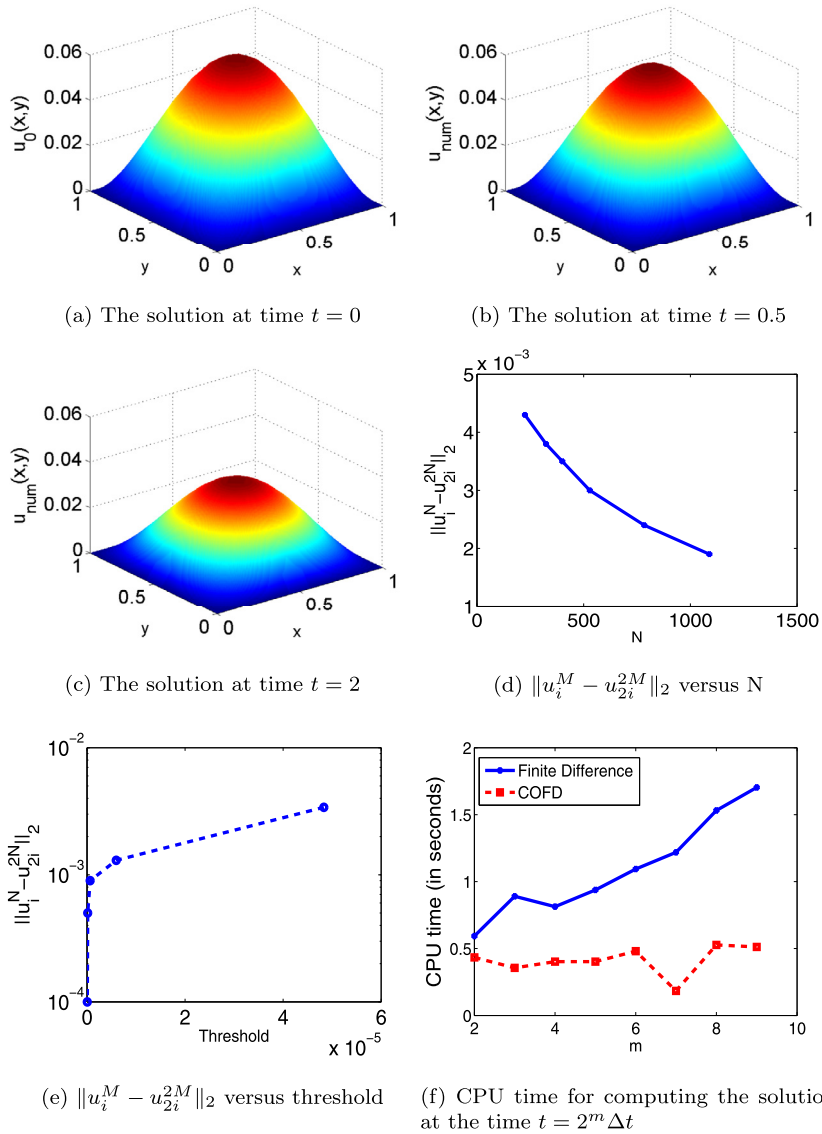 0.06
0.04
0.02
0
u_0(x,y)
1
0.5
0
y
0
0.5
1
x
(a) The solution at time t = 0
0.06
0.04
0.02
0
u_num(x,y)
1
0.5
0
y
0
0.5
1
x
(b) The solution at time t = 0.5
0.06
0.04
0.02
0
u_num(x,y)
1
0.5
0
y
0
0.5
1
x
(c) The solution at time t = 2
x 10^-3
5
4
3
2
1
||u_i^N-u_2i^2N||_2
0
500
1000
1500
N
(d) ‖u_i^M − u_2i^2M‖_2 versus N
10^-2
10^-3
10^-4
||u_i^N-u_2i^2N||_2
0
2
4
6
Threshold
x 10^-5
(e) ‖u_i^M − u_2i^2M‖_2 versus threshold
2
1.5
1
0.5
0
CPU time (in seconds)
Finite Difference
COFD
2
4
6
8
10
m
(f) CPU time for computing the solution
at the time t = 2^m Δt